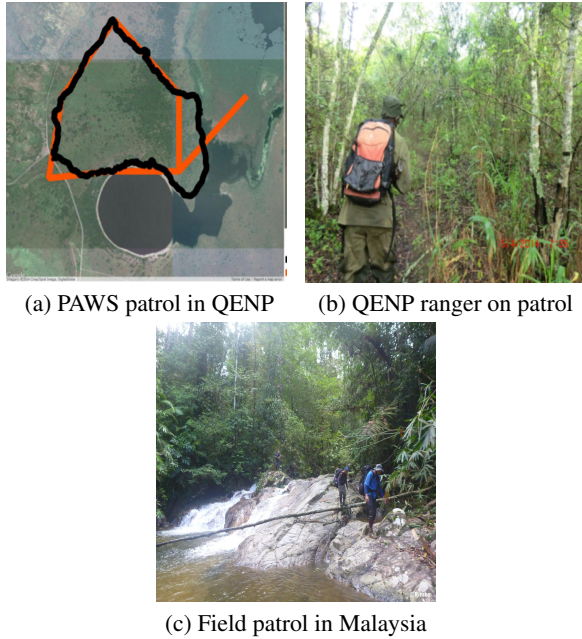 (a) PAWS patrol in QENP
(b) QENP ranger on patrol
(c) Field patrol in Malaysia